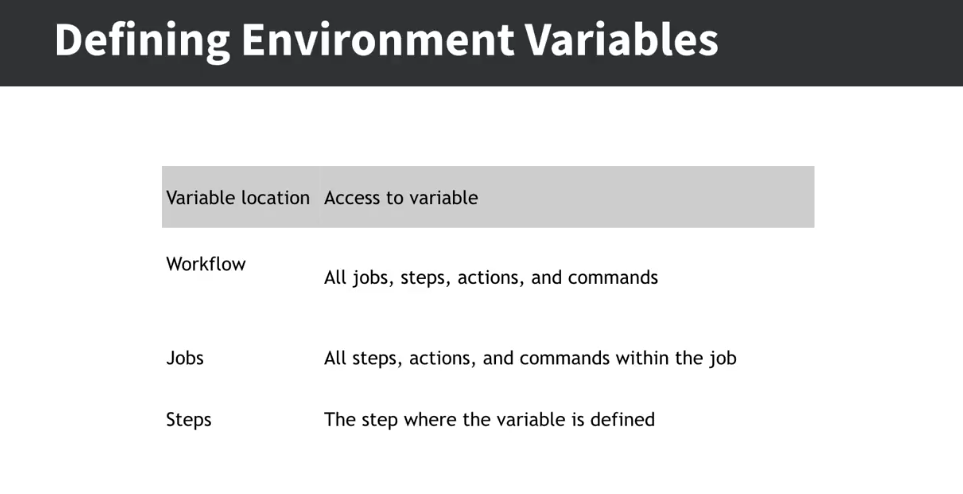 Defining Environment Variables
Variable location Access to variable
Workflow
All jobs, steps, actions, and commands
Jobs All steps, actions, and commands within the job
Steps The step where the variable is defined